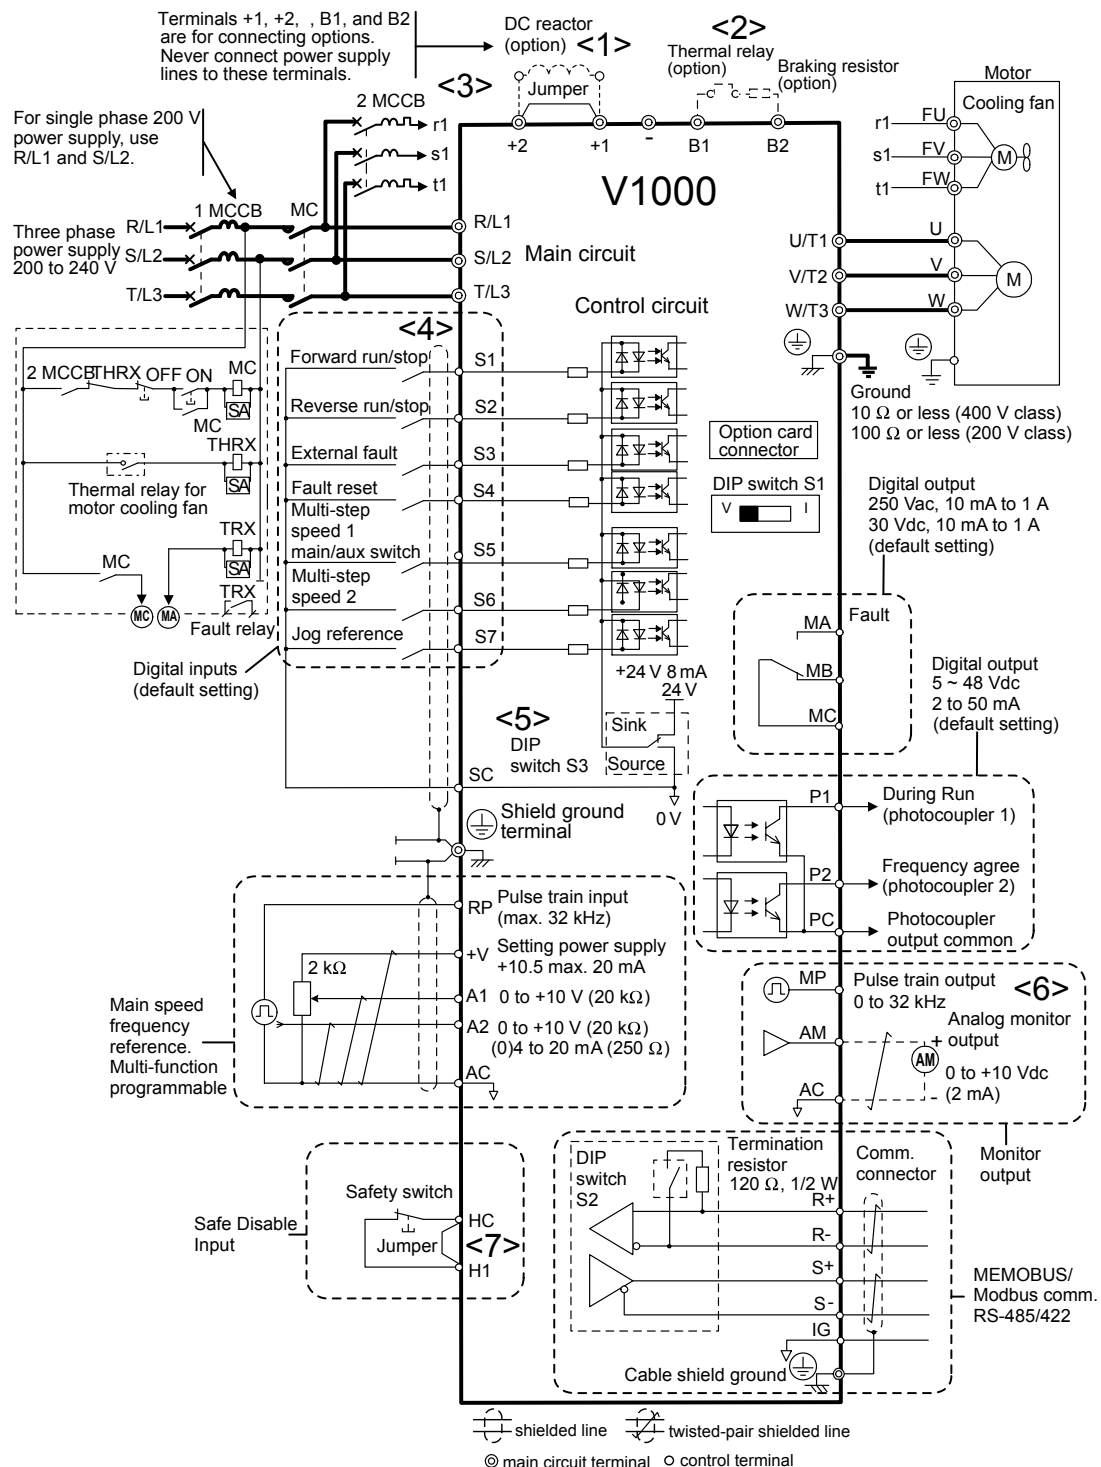 Terminals +1, +2, , B1, and B2
are for connecting options.
Never connect power supply
lines to these terminals.
DC reactor
(option)
<1>
Jumper
<2>
Thermal relay
(option)
Braking resistor
(option)
Motor
Cooling fan
<3>
2 MCCB
r1
s1
t1
+2
+1
-
B1
B2
r1
FU
s1
FV
t1
FW
M
For single phase 200 V
power supply, use
R/L1 and S/L2.
V1000
1 MCCB
MC
Three phase
power supply
200 to 240 V
R/L1
S/L2
T/L3
R/L1
S/L2
T/L3
Main circuit
Control circuit
U/T1
V/T2
W/T3
U
V
W
M
Ground
10 Ω or less (400 V class)
100 Ω or less (200 V class)
2 MCCB
THRX
OFF
ON
MC
SA
MC
THRX
SA
Thermal relay for
motor cooling fan
TRX
SA
MC
TRX
MC
MA
Fault relay
<4>
Forward run/stop
S1
Reverse run/stop
S2
External fault
S3
Fault reset
S4
Multi-step
speed 1
main/aux switch
S5
Multi-step
speed 2
S6
Jog reference
S7
Digital inputs
(default setting)
Option card
connector
DIP switch S1
V
I
Digital output
250 Vac, 10 mA to 1 A
30 Vdc, 10 mA to 1 A
(default setting)
MA
Fault
MB
MC
+24 V 8 mA
24 V
<5>
DIP
switch S3
Sink
Source
SC
0 V
Shield ground
terminal
Digital output
5 ~ 48 Vdc
2 to 50 mA
(default setting)
P1
During Run
(photocoupler 1)
P2
Frequency agree
(photocoupler 2)
PC
Photocoupler
output common
Main speed
frequency
reference.
Multi-function
programmable
2 kΩ
RP
Pulse train input
(max. 32 kHz)
+V
Setting power supply
+10.5 max. 20 mA
A1
0 to +10 V (20 kΩ)
A2
0 to +10 V (20 kΩ)
(0)4 to 20 mA (250 Ω)
AC
MP
Pulse train output
0 to 32 kHz
<6>
AM
+
Analog monitor
output
AM
0 to +10 Vdc
(2 mA)
AC
-
Monitor
output
Safe Disable
Input
Safety switch
Jumper
HC
<7>
H1
DIP
switch
S2
Termination
resistor
120 Ω, 1/2 W
Comm.
connector
R+
R-
S+
S-
IG
Cable shield ground
MEMOBUS/
Modbus comm.
RS-485/422
shielded line
twisted-pair shielded line
main circuit terminal
control terminal